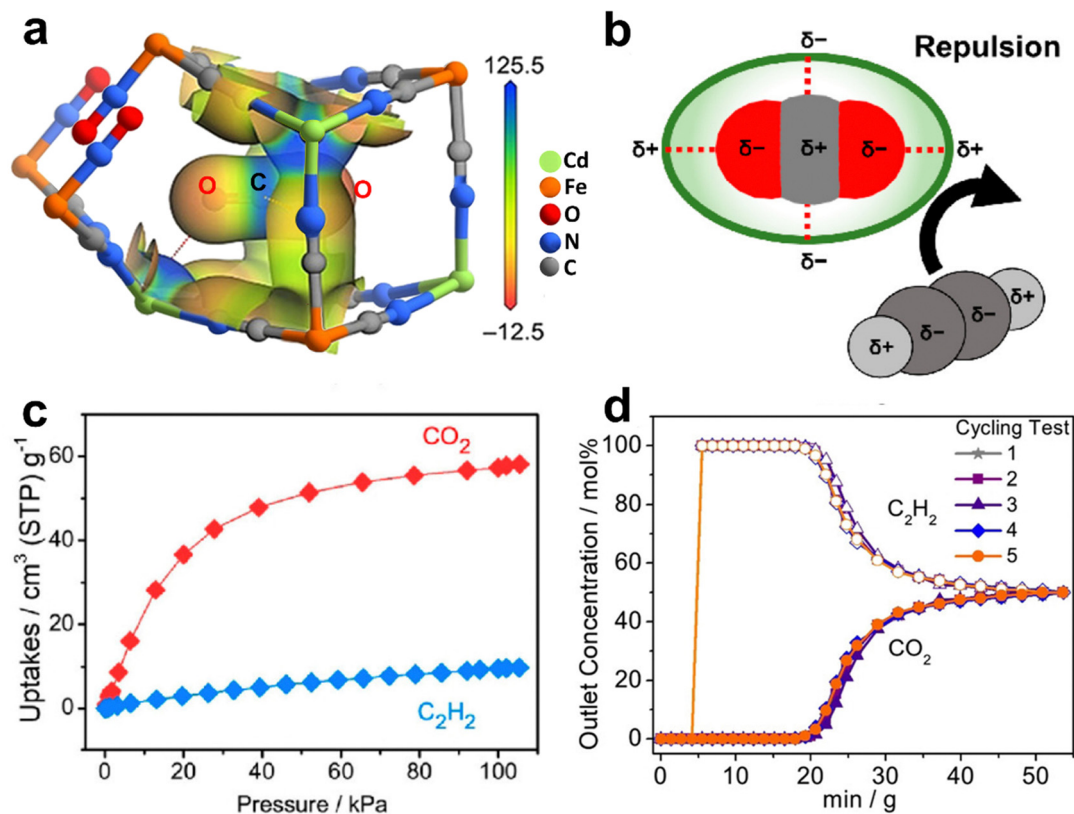 a
125.5
O
C
O
Cd
Fe
O
N
C
−12.5
b
Repulsion
δ−
δ+ δ− δ+ δ− δ+
δ−
δ+ δ− δ− δ+
c
CO2
C2H2
60
40
20
0
0 20 40 60 80 100
Uptakes / cm³ (STP) g⁻¹
Pressure / kPa
d
Cycling Test
1
2
3
4
5
C2H2
CO2
100
80
60
40
20
0
0 10 20 30 40 50
Outlet Concentration / mol%
min / g